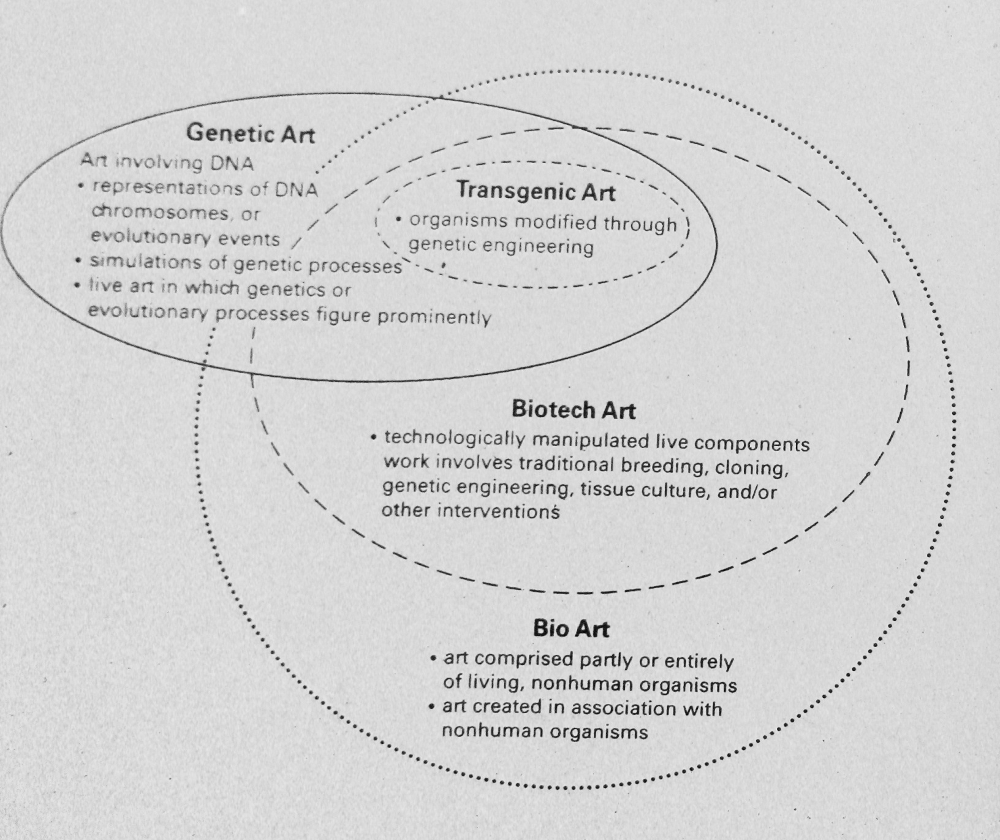 Genetic Art
Art involving DNA
• representations of DNA
chromosomes, or
evolutionary events
• simulations of genetic processes
• live art in which genetics or
evolutionary processes figure prominently
Transgenic Art
• organisms modified through
genetic engineering
Biotech Art
• technologically manipulated live components
work involves traditional breeding, cloning,
genetic engineering, tissue culture, and/or
other interventions
Bio Art
• art comprised partly or entirely
of living, nonhuman organisms
• art created in association with
nonhuman organisms